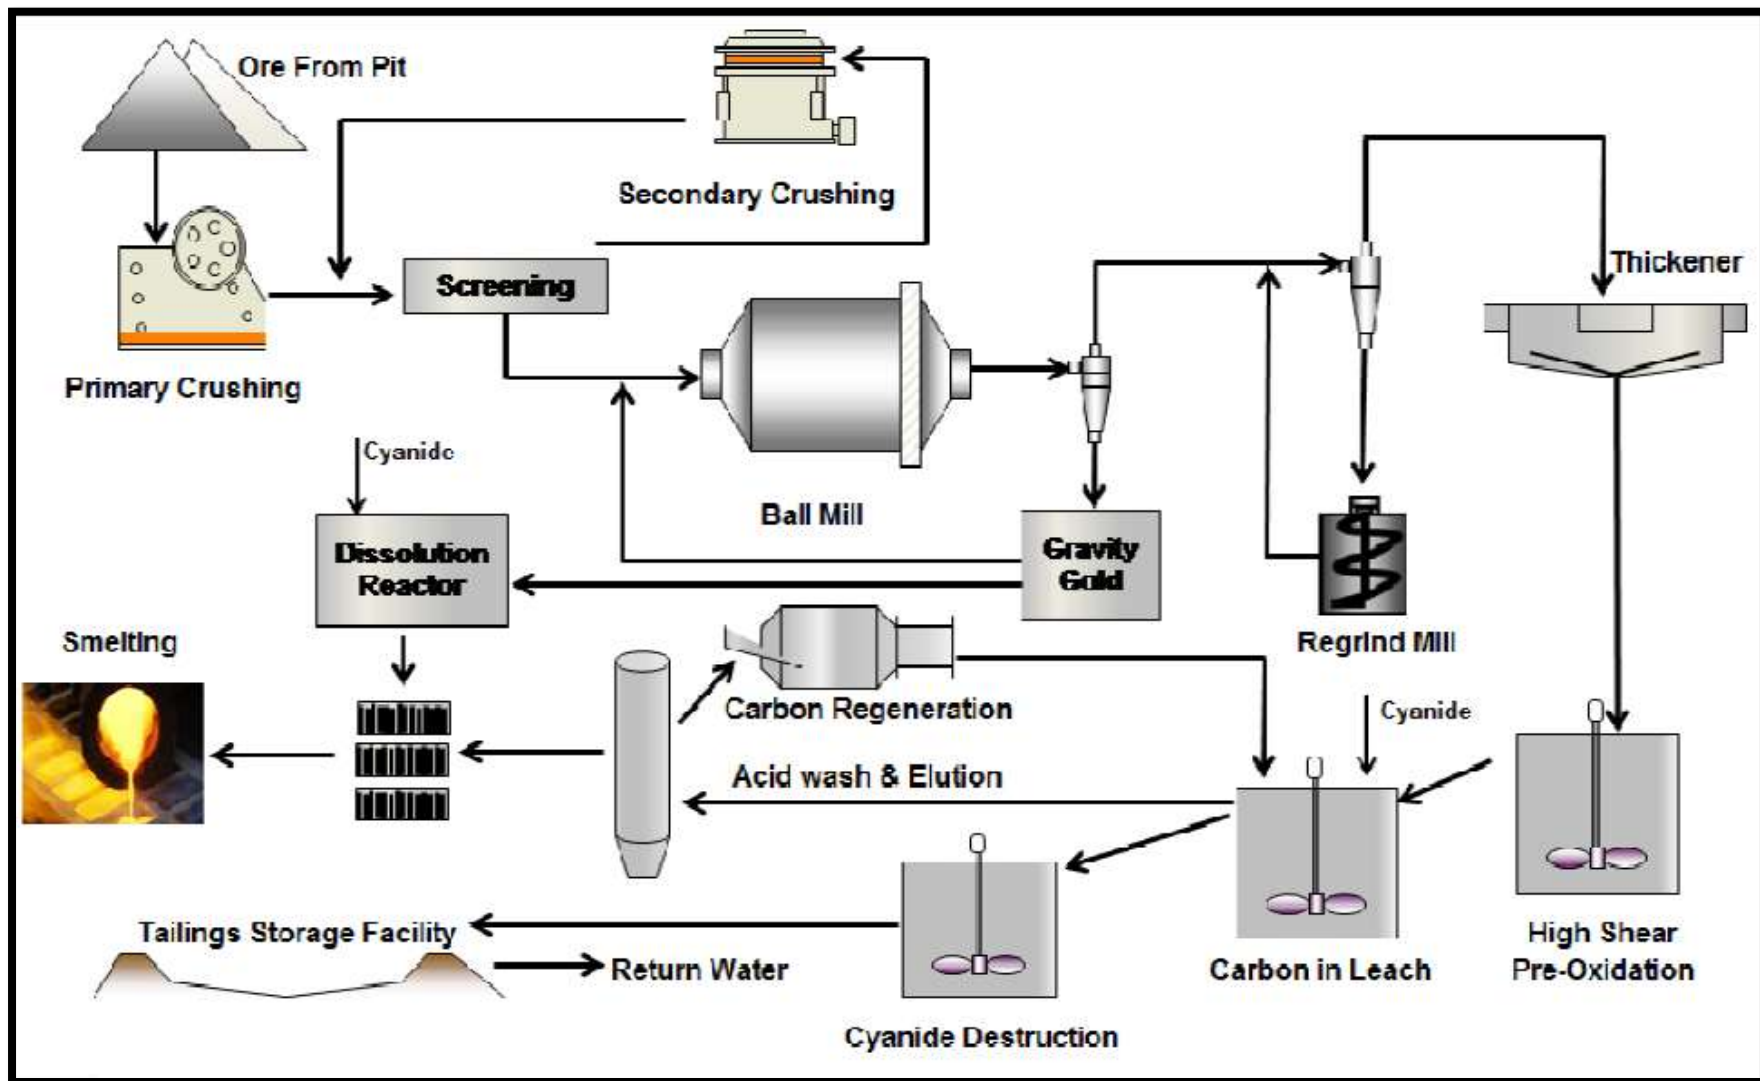 Ore From Pit
Secondary Crushing
Screening
Thickener
Primary Crushing
Cyanide
Ball Mill
Dissolution
Reactor
Gravity
Gold
Smelting
Regrind Mill
Carbon Regeneration
Cyanide
Acid wash & Elution
Tailings Storage Facility
Return Water
Carbon in Leach
High Shear
Pre-Oxidation
Cyanide Destruction